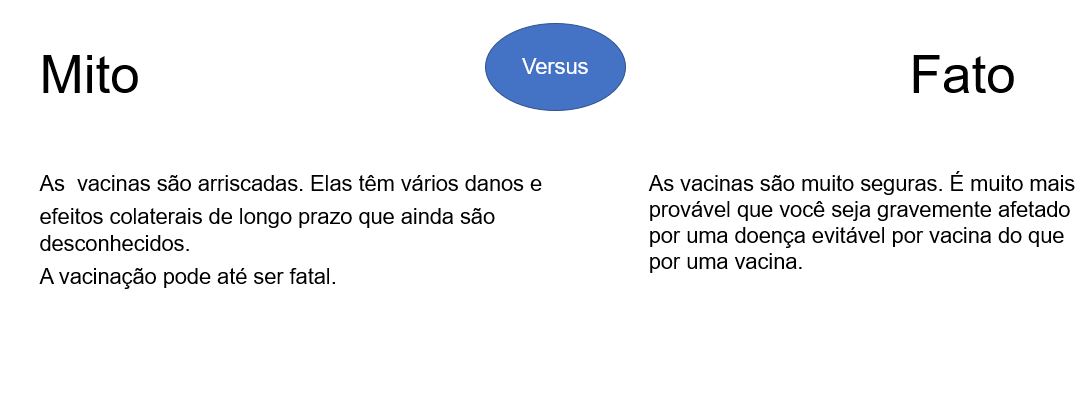 Mito
Versus
Fato
As  vacinas são arriscadas. Elas têm vários danos e
efeitos colaterais de longo prazo que ainda são
desconhecidos.
A vacinação pode até ser fatal.
As vacinas são muito seguras. É muito mais
provável que você seja gravemente afetado
por uma doença evitável por vacina do que
por uma vacina.